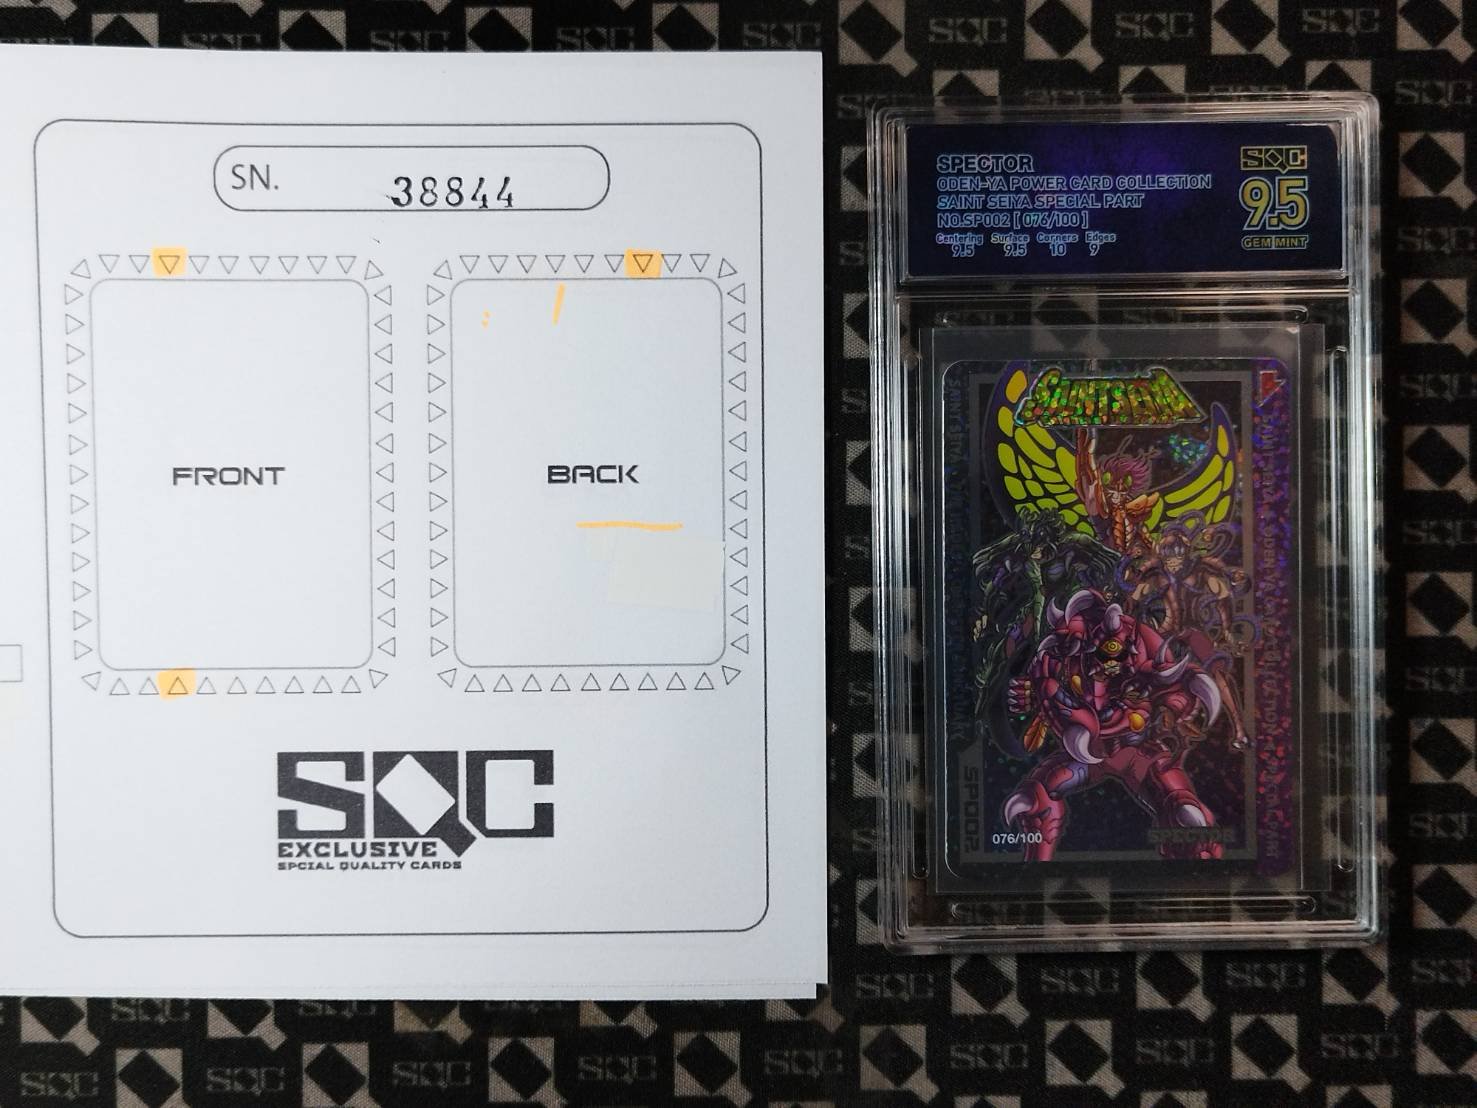 SN. 38844
FRONT
BACK
SQC
EXCLUSIVE
SPCIAL QUALITY CARDS
SPECTOR
ODEN-YA POWER CARD COLLECTION
SAINT SEIYA SPECIAL PART
NO.SP002 [ 076/100 ]
Centering Surface Corners Edges
9.5 9.5 10 9
SQC
9.5
GEM MINT
SAINT SEIYA
SP002
076/100
SPECTOR